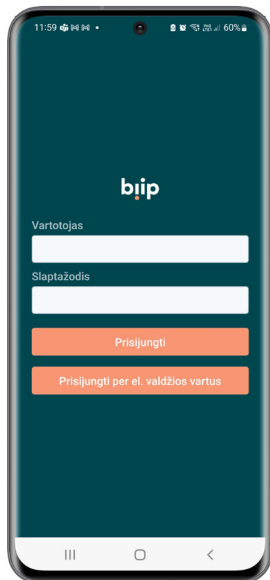 11:59
60%
biip
Vartotojas
Slaptažodis
Prisijungti
Prisijungti per el. valdžios vartus